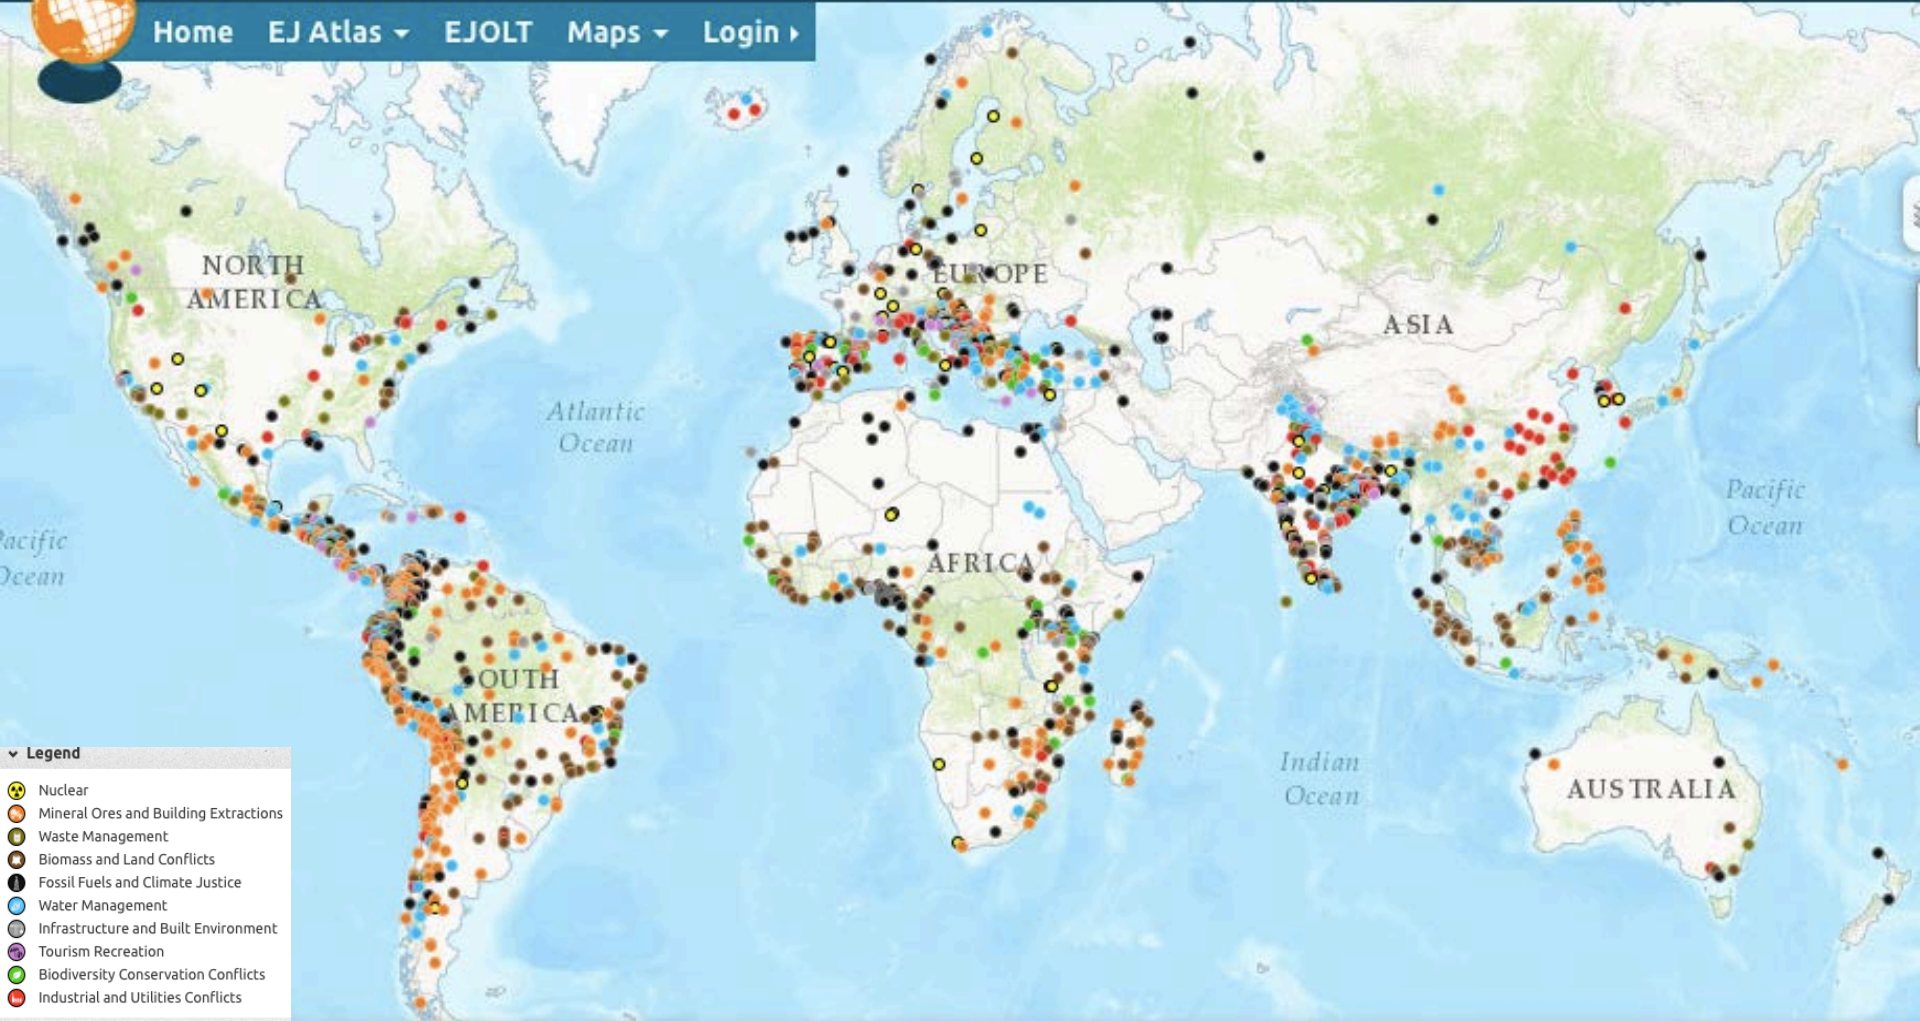 Home EJ Atlas EJOLT Maps Login
NORTH
AMERICA
EUROPE
ASIA
Atlantic
Ocean
Pacific
Ocean
Pacific
Ocean
AFRICA
SOUTH
AMERICA
Indian
Ocean
AUSTRALIA
Legend
Nuclear
Mineral Ores and Building Extractions
Waste Management
Biomass and Land Conflicts
Fossil Fuels and Climate Justice
Water Management
Infrastructure and Built Environment
Tourism Recreation
Biodiversity Conservation Conflicts
Industrial and Utilities Conflicts